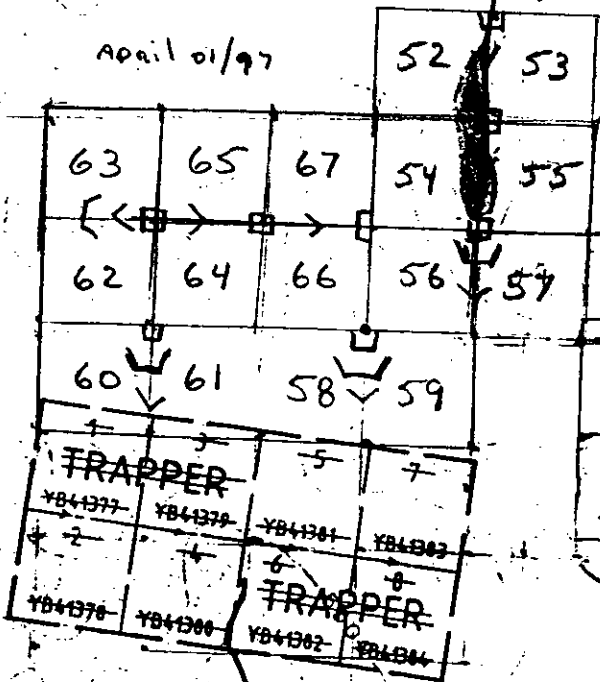 April 01/97
52 53
63 65 67 54 55
62 64 66 56 57
60 61 58 59
1 3 5 7
TRAPPER
YB41377 YB41379 YB41381 YB41383
2 4 6 8
TRAPPER
YB41378 YB41380 YB41382 YB41384